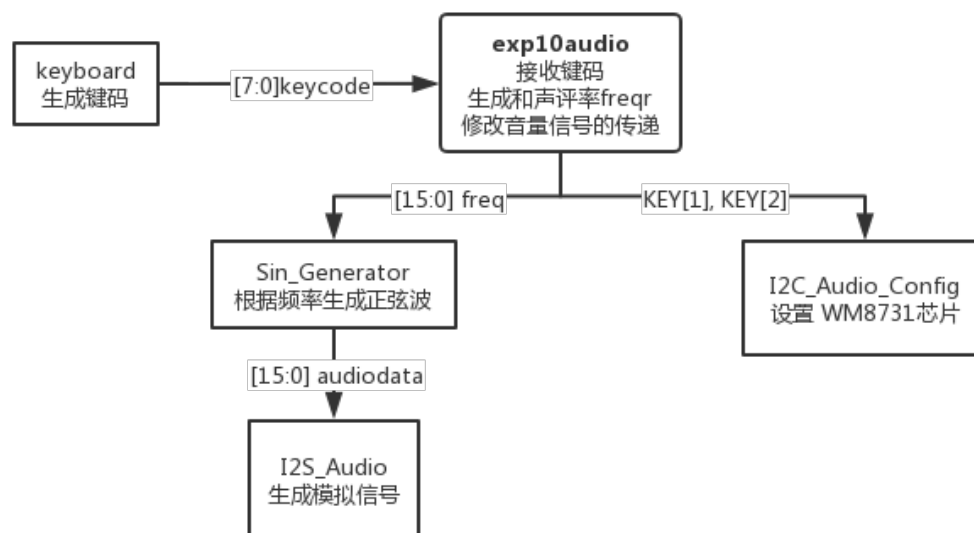 keyboard
生成键码
[7:0]keycode
exp10audio
接收键码
生成和声评率freqr
修改音量信号的传递
[15:0] freq
KEY[1], KEY[2]
Sin_Generator
根据频率生成正弦波
I2C_Audio_Config
设置 WM8731芯片
[15:0] audiodata
I2S_Audio
生成模拟信号